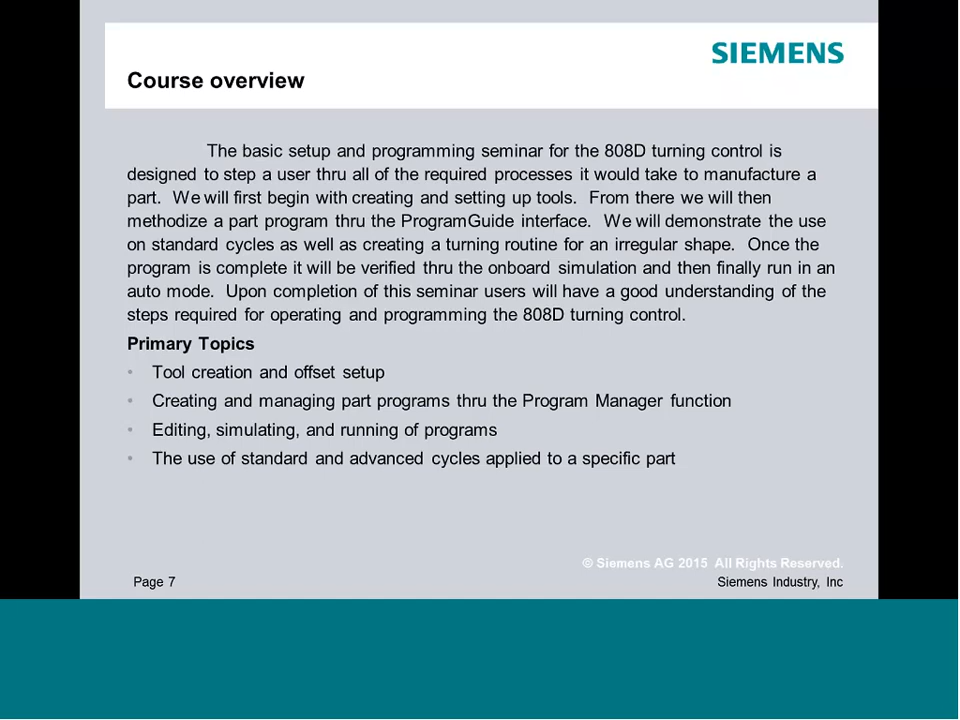 SIEMENS
Course overview
The basic setup and programming seminar for the 808D turning control is
designed to step a user thru all of the required processes it would take to manufacture a
part. We will first begin with creating and setting up tools. From there we will then
methodize a part program thru the ProgramGuide interface. We will demonstrate the use
on standard cycles as well as creating a turning routine for an irregular shape. Once the
program is complete it will be verified thru the onboard simulation and then finally run in an
auto mode. Upon completion of this seminar users will have a good understanding of the
steps required for operating and programming the 808D turning control.
Primary Topics
• Tool creation and offset setup
• Creating and managing part programs thru the Program Manager function
• Editing, simulating, and running of programs
• The use of standard and advanced cycles applied to a specific part
© Siemens AG 2015 All Rights Reserved.
Page 7
Siemens Industry, Inc